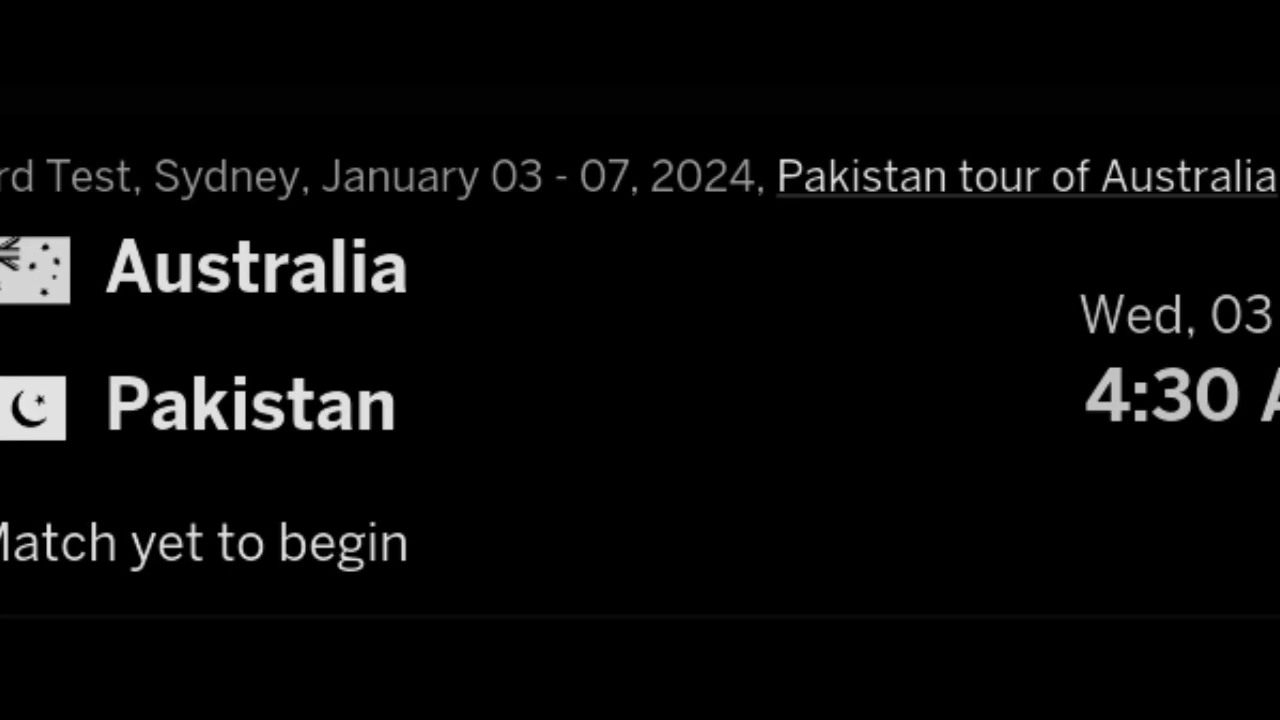 rd Test, Sydney, January 03 - 07, 2024, Pakistan tour of Australia
Australia
Wed, 03
4:30 A
Pakistan
Match yet to begin